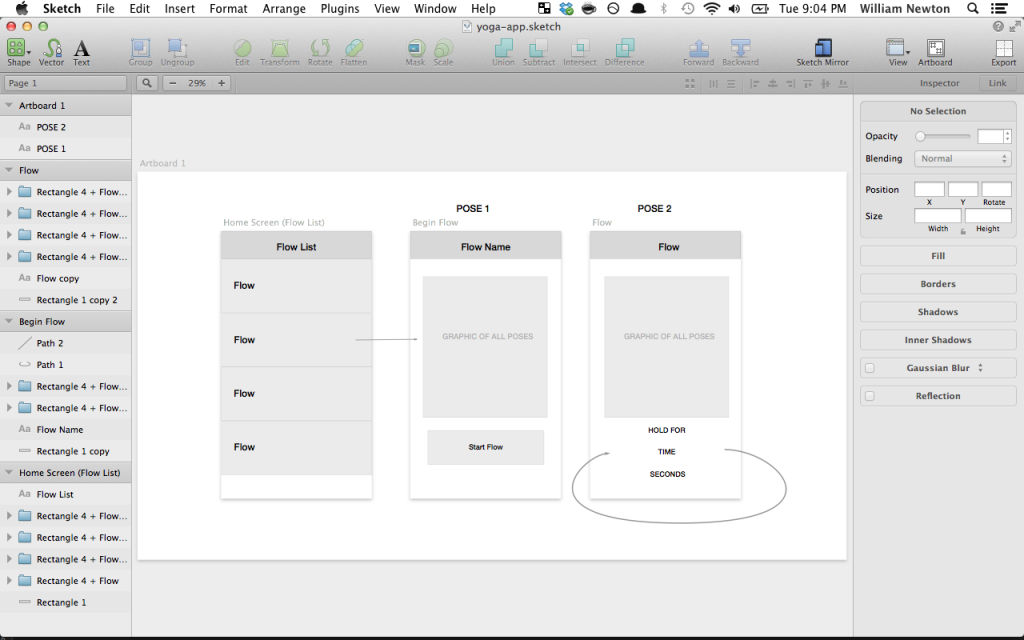 Sketch File Edit Insert Format Arrange Plugins View Window Help Tue 9:04 PM William Newton
yoga-app.sketch
Shape Vector Text Group Ungroup Edit Transform Rotate Flatten Mask Scale Union Subtract Intersect Difference Forward Backward Sketch Mirror View Artboard Export
Page 1 29% Inspector Link
Artboard 1
Aa POSE 2
Aa POSE 1
Flow
Rectangle 4 + Flow...
Rectangle 4 + Flow...
Rectangle 4 + Flow...
Rectangle 4 + Flow...
Aa Flow copy
Rectangle 1 copy 2
Begin Flow
Path 2
Path 1
Rectangle 4 + Flow...
Rectangle 4 + Flow...
Aa Flow Name
Rectangle 1 copy
Home Screen (Flow List)
Aa Flow List
Rectangle 4 + Flow...
Rectangle 4 + Flow...
Rectangle 4 + Flow...
Rectangle 4 + Flow
Rectangle 1
Artboard 1
Home Screen (Flow List)
Flow List
Flow
Flow
Flow
Flow
POSE 1
Begin Flow
Flow Name
GRAPHIC OF ALL POSES
Start Flow
POSE 2
Flow
Flow
GRAPHIC OF ALL POSES
HOLD FOR
TIME
SECONDS
No Selection
Opacity
Blending Normal
Position
X Y Rotate
Size
Width Height
Fill
Borders
Shadows
Inner Shadows
Gaussian Blur
Reflection